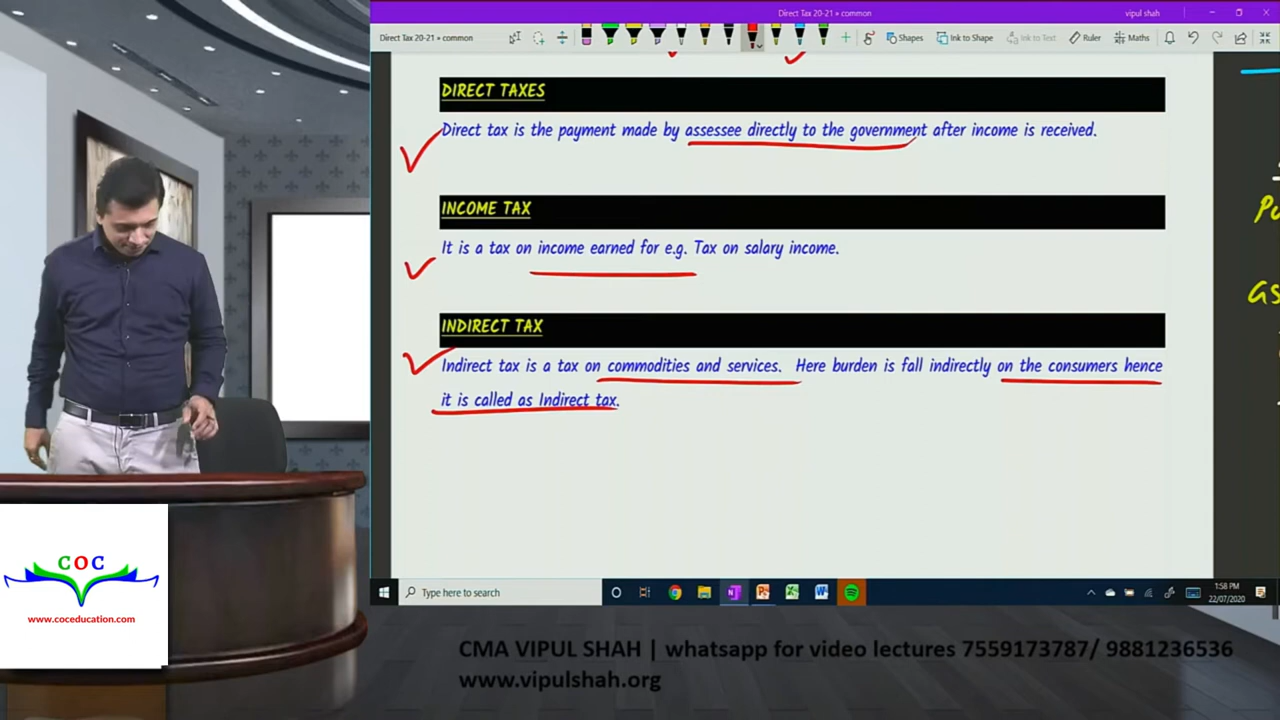 Direct Tax 20-21 » common
vipul shah
Direct Tax 20-21 » common
Shapes
Ink to Shape
Ink to Text
Ruler
Maths
DIRECT TAXES
Direct tax is the payment made by assessee directly to the government after income is received.
INCOME TAX
It is a tax on income earned for e.g. Tax on salary income.
INDIRECT TAX
Indirect tax is a tax on commodities and services. Here burden is fall indirectly on the consumers hence
it is called as Indirect tax.
COC
www.coceducation.com
Type here to search
1:58 PM
22/07/2020
CMA VIPUL SHAH | whatsapp for video lectures 7559173787/ 9881236536
www.vipulshah.org